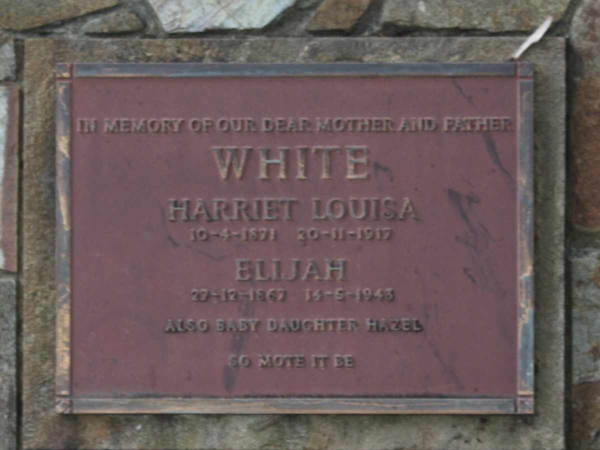 IN MEMORY OF OUR DEAR MOTHER AND FATHER
WHITE
HARRIET LOUISA
10-4-1871 20-11-1917
ELIJAH
27-12-1867 14-5-1943
ALSO BABY DAUGHTER HAZEL
SO MOTE IT BE